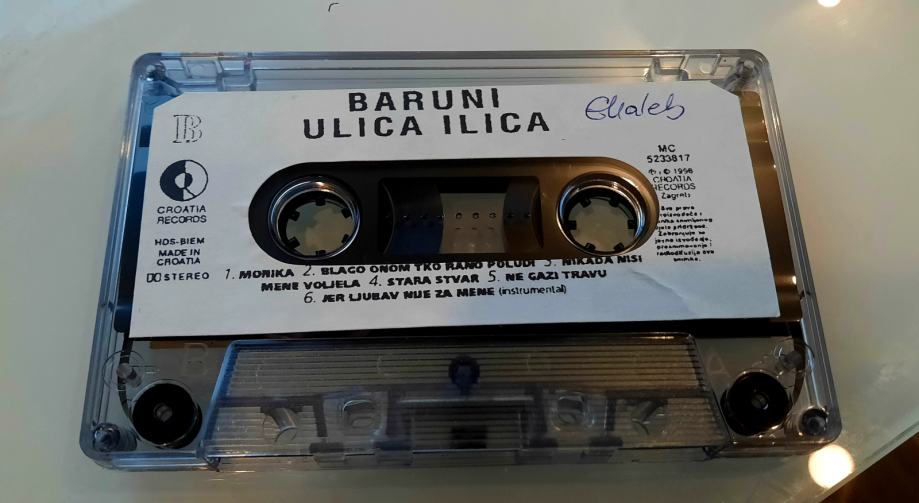 BARUNI
ULICA ILICA
B
CROATIA
RECORDS
HDS-BIEM
MADE IN
CROATIA
STEREO
MC
5233817
℗ © 1996
CROATIA
RECORDS
Zagreb
1. MONIKA 2. BLAGO ONOM TKO RANO POLUDI 3. NIKADA NISI
MENE VOLJELA 4. STARA STVAR 5. NE GAZI TRAVU
6. JER LJUBAV NIJE ZA MENE (instrumental)